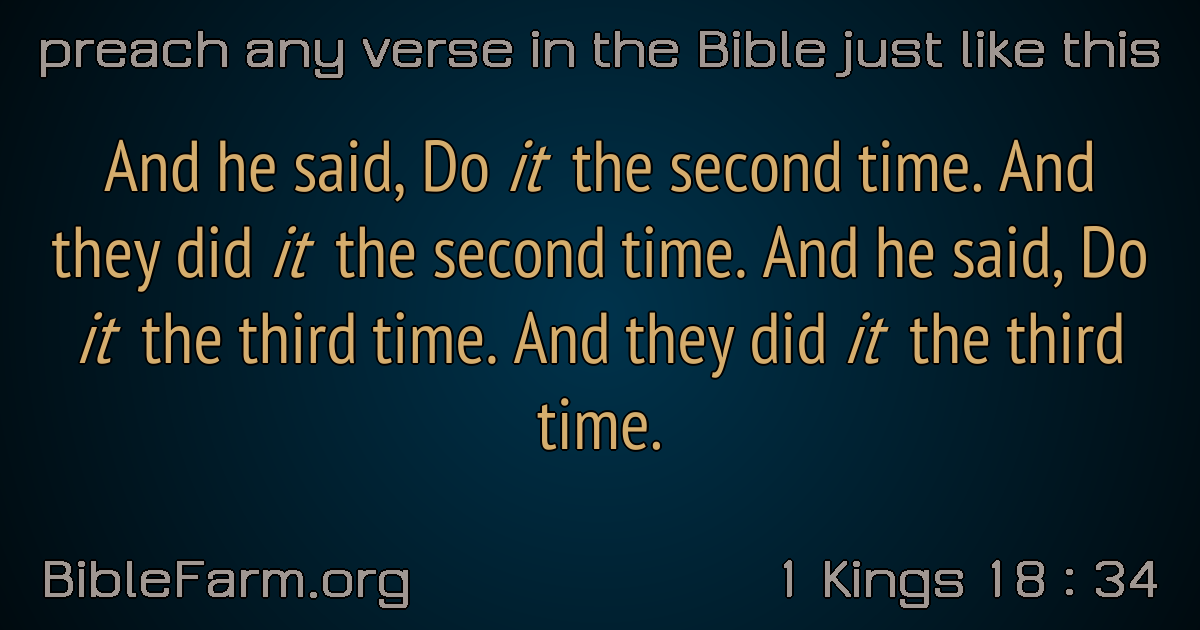 preach any verse in the Bible just like this
And he said, Do it the second time. And
they did it the second time. And he said, Do
it the third time. And they did it the third
time.
BibleFarm.org
1 Kings 18 : 34